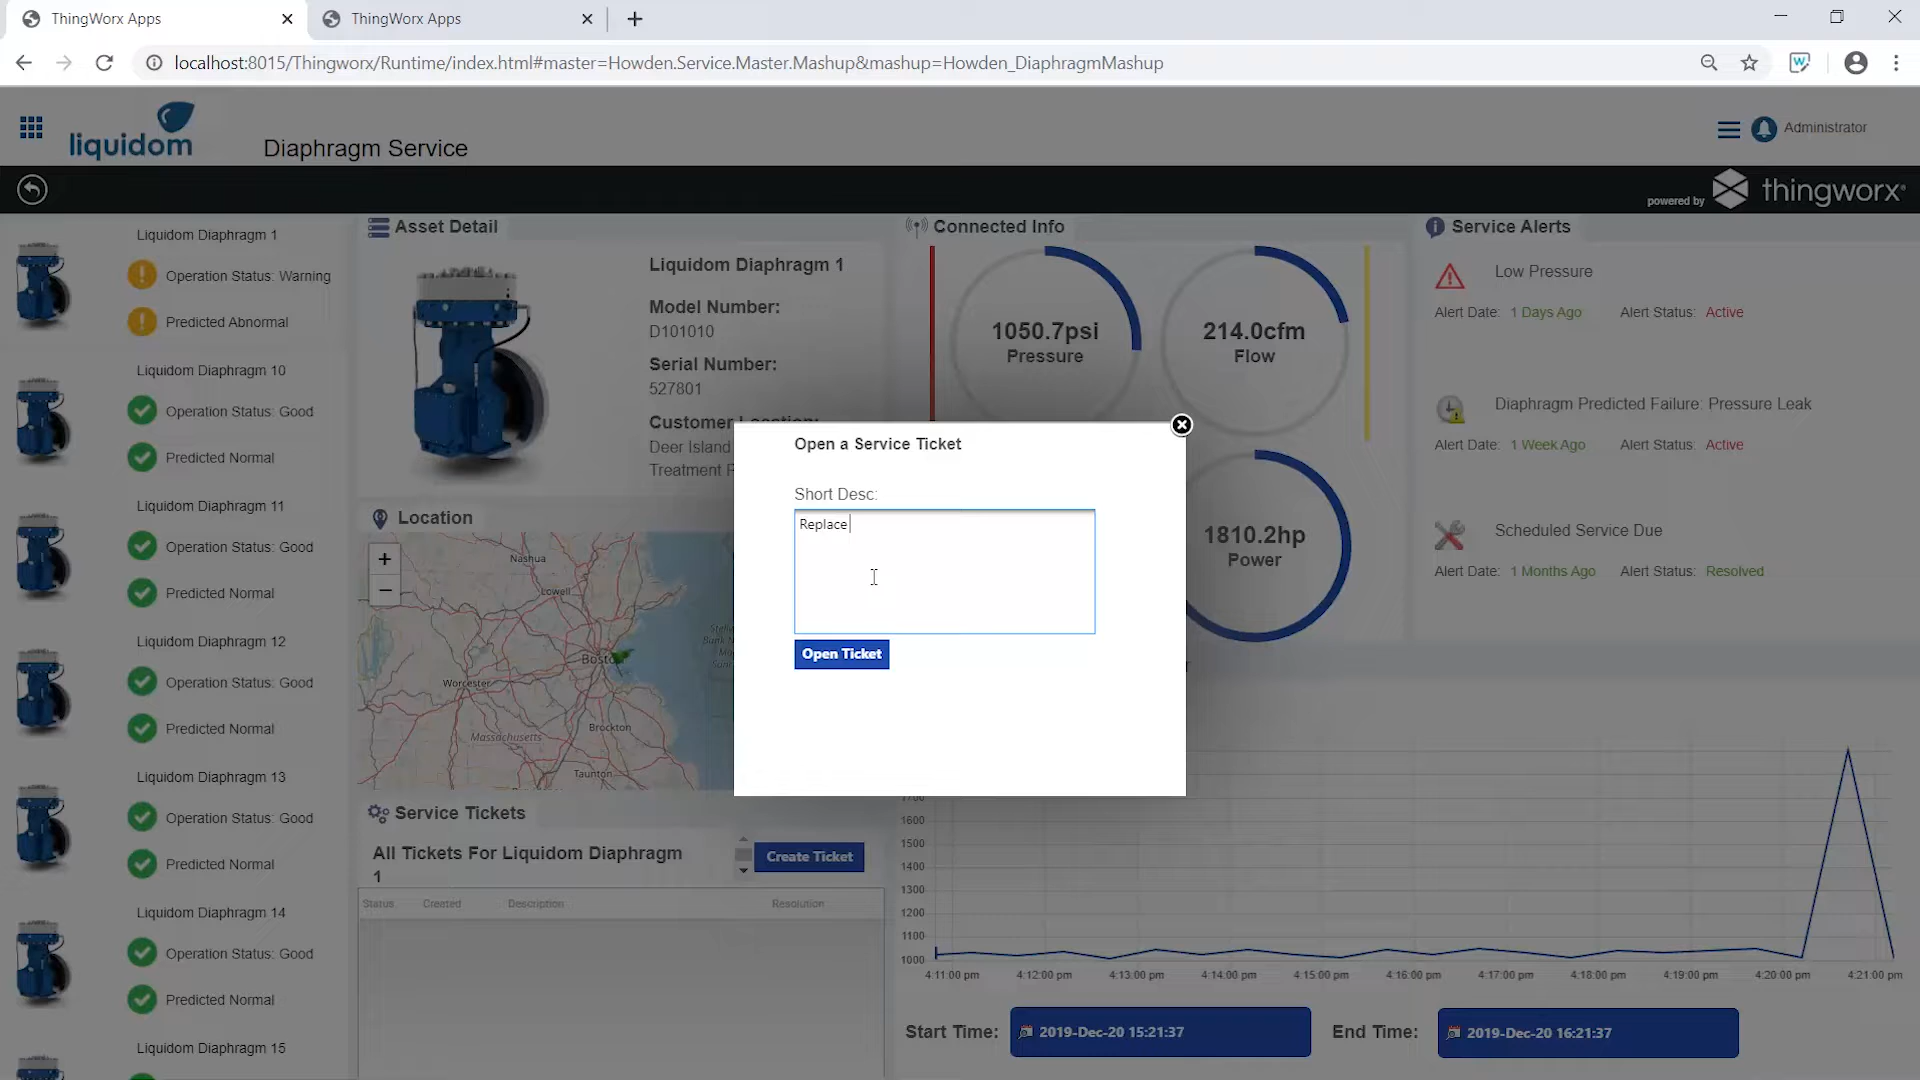 ThingWorx Apps
ThingWorx Apps
localhost:8015/Thingworx/Runtime/index.html#master=Howden.Service.Master.Mashup&mashup=Howden_DiaphragmMashup
liquidom
Diaphragm Service
Administrator
powered by thingworx
Liquidom Diaphragm 1
Operation Status: Warning
Predicted Abnormal
Liquidom Diaphragm 10
Operation Status: Good
Predicted Normal
Liquidom Diaphragm 11
Operation Status: Good
Predicted Normal
Liquidom Diaphragm 12
Operation Status: Good
Predicted Normal
Liquidom Diaphragm 13
Operation Status: Good
Predicted Normal
Liquidom Diaphragm 14
Operation Status: Good
Predicted Normal
Liquidom Diaphragm 15
Asset Detail
Liquidom Diaphragm 1
Model Number:
D101010
Serial Number:
527801
Customer Location:
Deer Island
Treatment
Location
+
−
Nashua
Lowell
Boston
Worcester
Brockton
Massachusetts
Taunton
Service Tickets
All Tickets For Liquidom Diaphragm
1
Create Ticket
Status Created Description Resolution
Connected Info
1050.7psi
Pressure
214.0cfm
Flow
1810.2hp
Power
Open a Service Ticket
Short Desc:
Replace
Open Ticket
Service Alerts
Low Pressure
Alert Date: 1 Days Ago Alert Status: Active
Diaphragm Predicted Failure: Pressure Leak
Alert Date: 1 Week Ago Alert Status: Active
Scheduled Service Due
Alert Date: 1 Months Ago Alert Status: Resolved
1700
1600
1500
1400
1300
1200
1100
1000
4:11:00 pm 4:12:00 pm 4:13:00 pm 4:14:00 pm 4:15:00 pm 4:16:00 pm 4:17:00 pm 4:18:00 pm 4:19:00 pm 4:20:00 pm 4:21:00 pm
Start Time: 2019-Dec-20 15:21:37 End Time: 2019-Dec-20 16:21:37